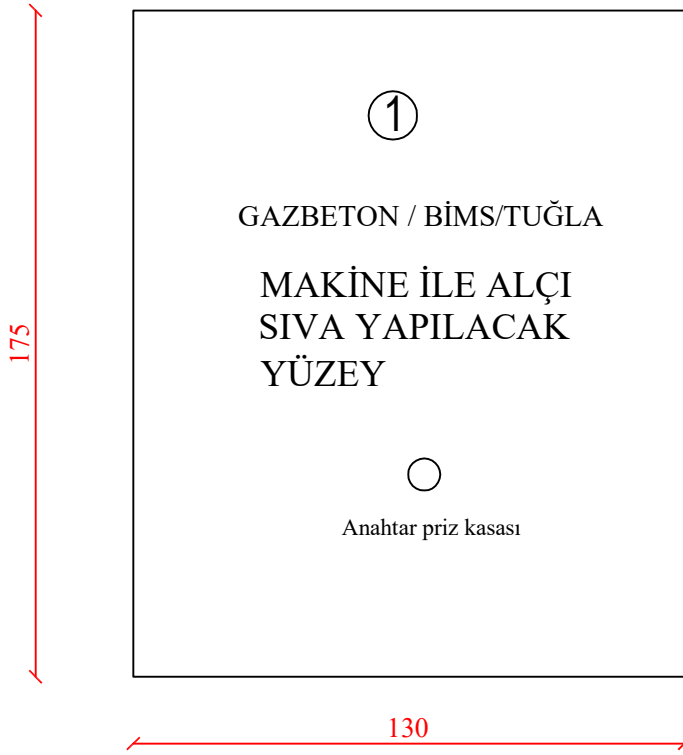 1
GAZBETON / BİMS/TUĞLA
MAKİNE İLE ALÇI
SIVA YAPILACAK
YÜZEY
175
Anahtar priz kasası
130